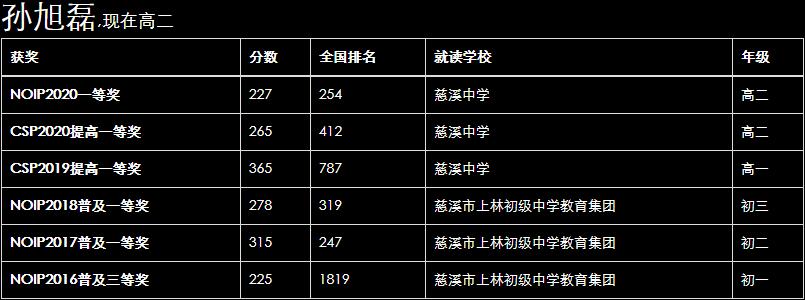 孙旭磊,现在高二
获奖 分数 全国排名 就读学校 年级
NOIP2020一等奖 227 254 慈溪中学 高二
CSP2020提高一等奖 265 412 慈溪中学 高二
CSP2019提高一等奖 365 787 慈溪中学 高一
NOIP2018普及一等奖 278 319 慈溪市上林初级中学教育集团 初三
NOIP2017普及一等奖 315 247 慈溪市上林初级中学教育集团 初二
NOIP2016普及三等奖 225 1819 慈溪市上林初级中学教育集团 初一